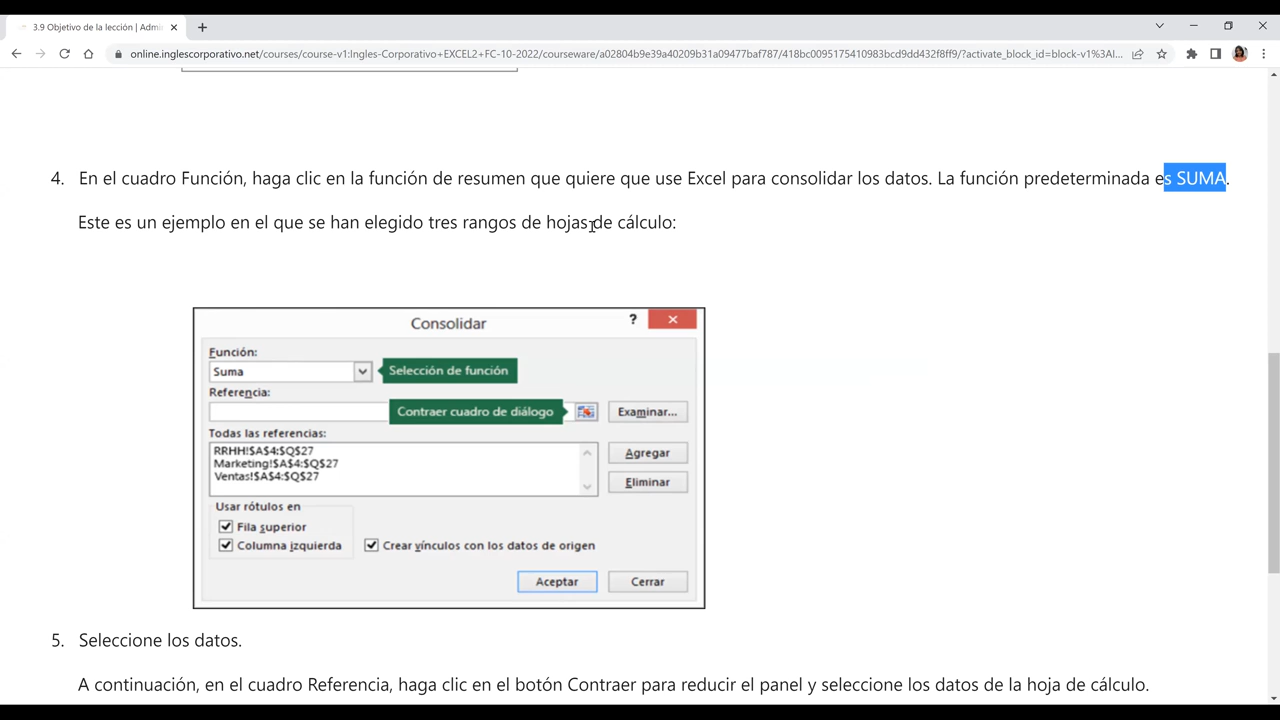 3.9 Objetivo de la lección | Admi
online.inglescorporativo.net/courses/course-v1:Ingles-Corporativo+EXCEL2+FC-10-2022/courseware/a02804b9e39a40209b31a09477baf787/418bc0095175410983bcd9dd432f8ff9/?activate_block_id=block-v1%3AI...
4. En el cuadro Función, haga clic en la función de resumen que quiere que use Excel para consolidar los datos. La función predeterminada es SUMA.
Este es un ejemplo en el que se han elegido tres rangos de hojas de cálculo:
Consolidar
?
Función:
Suma
Selección de función
Referencia:
Contraer cuadro de diálogo
Examinar...
Todas las referencias:
RRHH!$A$4:$Q$27
Marketing!$A$4:$Q$27
Ventas!$A$4:$Q$27
Agregar
Eliminar
Usar rótulos en
Fila superior
Columna izquierda
Crear vínculos con los datos de origen
Aceptar
Cerrar
5. Seleccione los datos.
A continuación, en el cuadro Referencia, haga clic en el botón Contraer para reducir el panel y seleccione los datos de la hoja de cálculo.